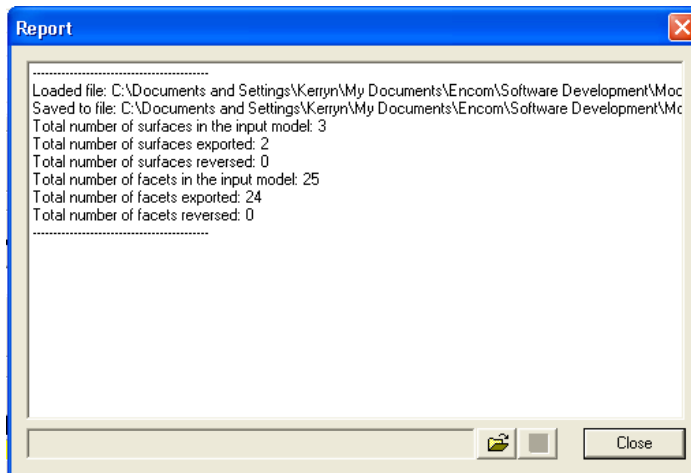 Report
------------------------------------------
Loaded file: C:\Documents and Settings\Kerryn\My Documents\Encom\Software Development\Moc
Saved to file: C:\Documents and Settings\Kerryn\My Documents\Encom\Software Development\Mc
Total number of surfaces in the input model: 3
Total number of surfaces exported: 2
Total number of surfaces reversed: 0
Total number of facets in the input model: 25
Total number of facets exported: 24
Total number of facets reversed: 0
------------------------------------------
Close